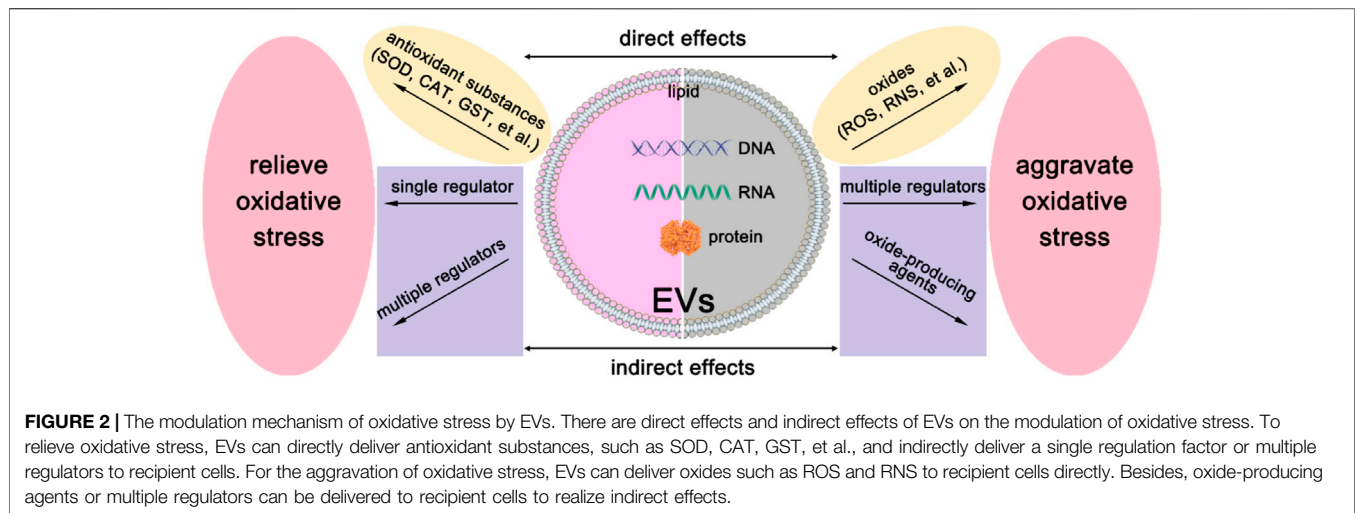 antioxidant substances
(SOD, CAT, GST, et al.)
direct effects
oxides
(ROS, RNS, et al.)
lipid
DNA
RNA
protein
EVs
relieve
oxidative
stress
single regulator
multiple regulators
multiple regulators
oxide-producing
agents
aggravate
oxidative
stress
indirect effects
FIGURE 2 | The modulation mechanism of oxidative stress by EVs. There are direct effects and indirect effects of EVs on the modulation of oxidative stress. To
relieve oxidative stress, EVs can directly deliver antioxidant substances, such as SOD, CAT, GST, et al., and indirectly deliver a single regulation factor or multiple
regulators to recipient cells. For the aggravation of oxidative stress, EVs can deliver oxides such as ROS and RNS to recipient cells directly. Besides, oxide-producing
agents or multiple regulators can be delivered to recipient cells to realize indirect effects.